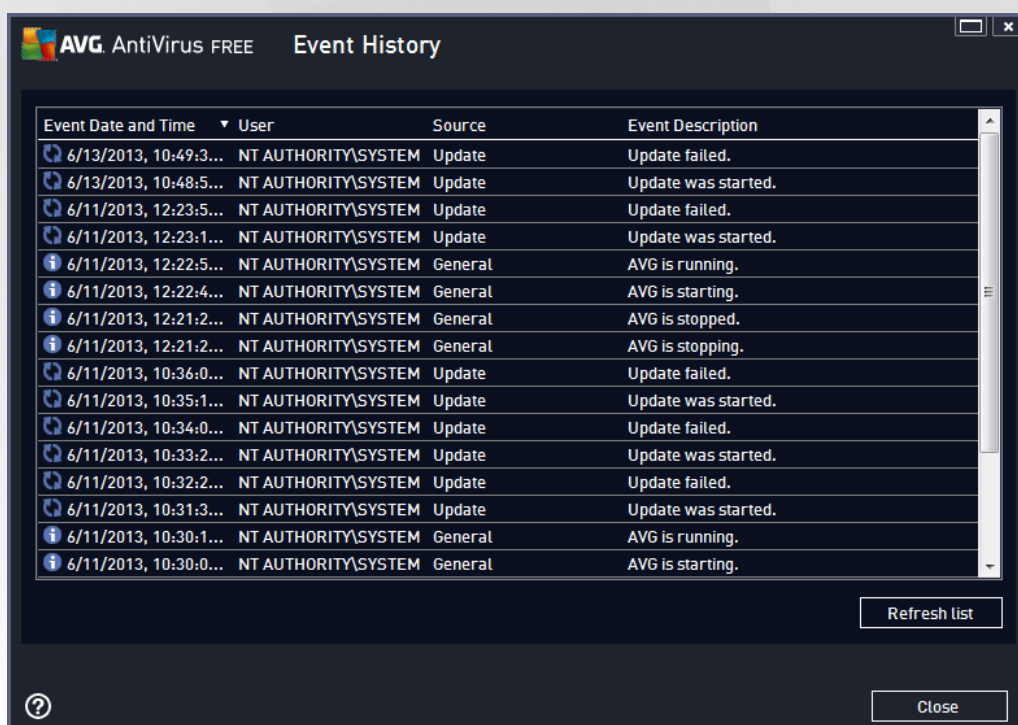 AVG. AntiVirus FREE Event History
Event Date and Time User Source Event Description
6/13/2013, 10:49:3... NT AUTHORITY\SYSTEM Update Update failed.
6/13/2013, 10:48:5... NT AUTHORITY\SYSTEM Update Update was started.
6/11/2013, 12:23:5... NT AUTHORITY\SYSTEM Update Update failed.
6/11/2013, 12:23:1... NT AUTHORITY\SYSTEM Update Update was started.
6/11/2013, 12:22:5... NT AUTHORITY\SYSTEM General AVG is running.
6/11/2013, 12:22:4... NT AUTHORITY\SYSTEM General AVG is starting.
6/11/2013, 12:21:2... NT AUTHORITY\SYSTEM General AVG is stopped.
6/11/2013, 12:21:2... NT AUTHORITY\SYSTEM General AVG is stopping.
6/11/2013, 10:36:0... NT AUTHORITY\SYSTEM Update Update failed.
6/11/2013, 10:35:1... NT AUTHORITY\SYSTEM Update Update was started.
6/11/2013, 10:34:0... NT AUTHORITY\SYSTEM Update Update failed.
6/11/2013, 10:33:2... NT AUTHORITY\SYSTEM Update Update was started.
6/11/2013, 10:32:2... NT AUTHORITY\SYSTEM Update Update failed.
6/11/2013, 10:31:3... NT AUTHORITY\SYSTEM Update Update was started.
6/11/2013, 10:30:1... NT AUTHORITY\SYSTEM General AVG is running.
6/11/2013, 10:30:0... NT AUTHORITY\SYSTEM General AVG is starting.
Refresh list
Close